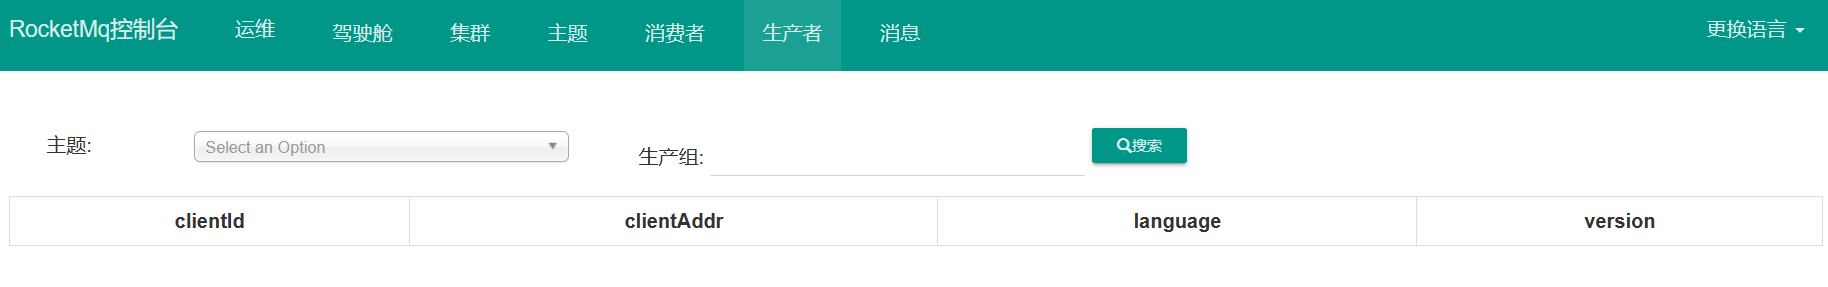 RocketMq控制台 运维 驾驶舱 集群 主题 消费者 生产者 消息 更换语言
主题: Select an Option 生产组: 搜索
clientId clientAddr language version